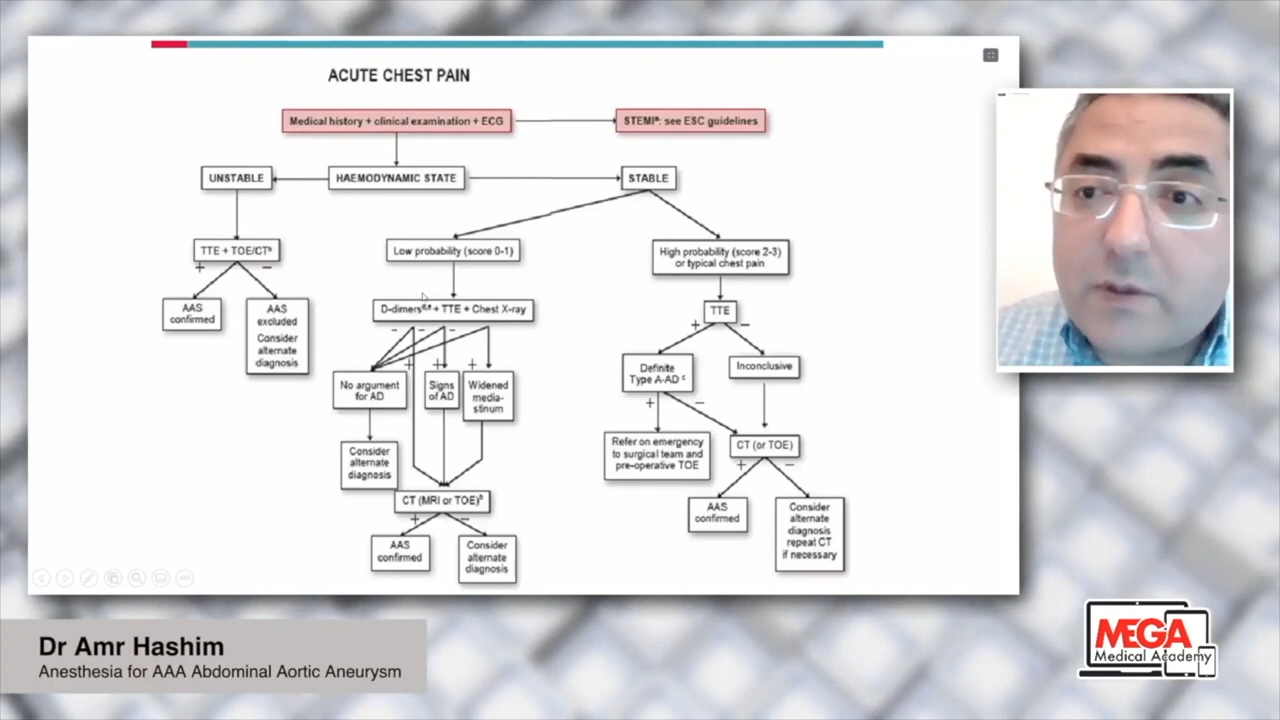 ACUTE CHEST PAIN
Medical history + clinical examination + ECG
STEMIª: see ESC guidelines
UNSTABLE
HAEMODYNAMIC STATE
STABLE
TTE + TOE/CTª
+
–
AAS
confirmed
AAS
excluded
Consider
alternate
diagnosis
Low probability (score 0-1)
D-dimersᵈ,ᵉ + TTE + Chest X-ray
-
-
-
+
+
+
No argument
for AD
Signs
of AD
Widened
media-
stinum
Consider
alternate
diagnosis
CT (MRI or TOE)ᵇ
+
–
AAS
confirmed
Consider
alternate
diagnosis
High probability (score 2-3)
or typical chest pain
TTE
+
–
Definite
Type A-AD ᶜ
Inconclusive
+
–
Refer on emergency
to surgical team and
pre-operative TOE
CT (or TOE)
+
–
AAS
confirmed
Consider
alternate
diagnosis
repeat CT
if necessary
Dr Amr Hashim
Anesthesia for AAA Abdominal Aortic Aneurysm
MEGA
Medical Academy